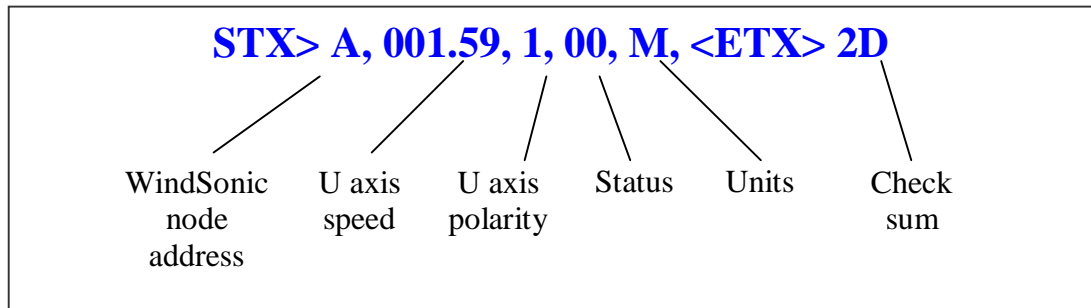 STX> A, 001.59, 1, 00, M, <ETX> 2D
WindSonic
node
address
U axis
speed
U axis
polarity
Status
Units
Check
sum